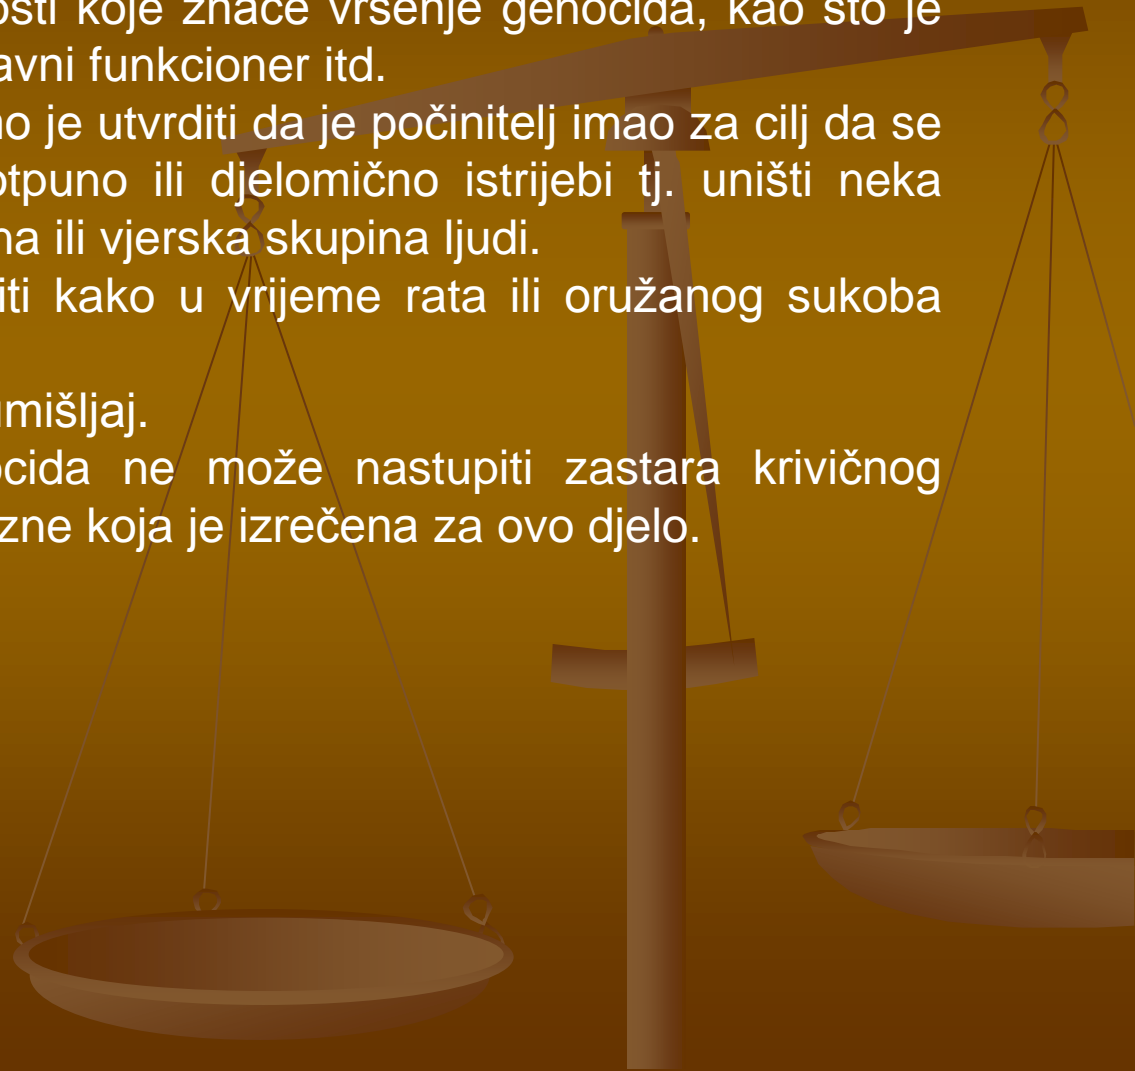 osti koje znače vršenje genocida, kao što je
avni funkcioner itd.
no je utvrditi da je počinitelj imao za cilj da se
otpuno ili djelomično istrijebi tj. uništi neka
na ili vjerska skupina ljudi.
iti kako u vrijeme rata ili oružanog sukoba
umišljaj.
ocida ne može nastupiti zastara krivičnog
zne koja je izrečena za ovo djelo.